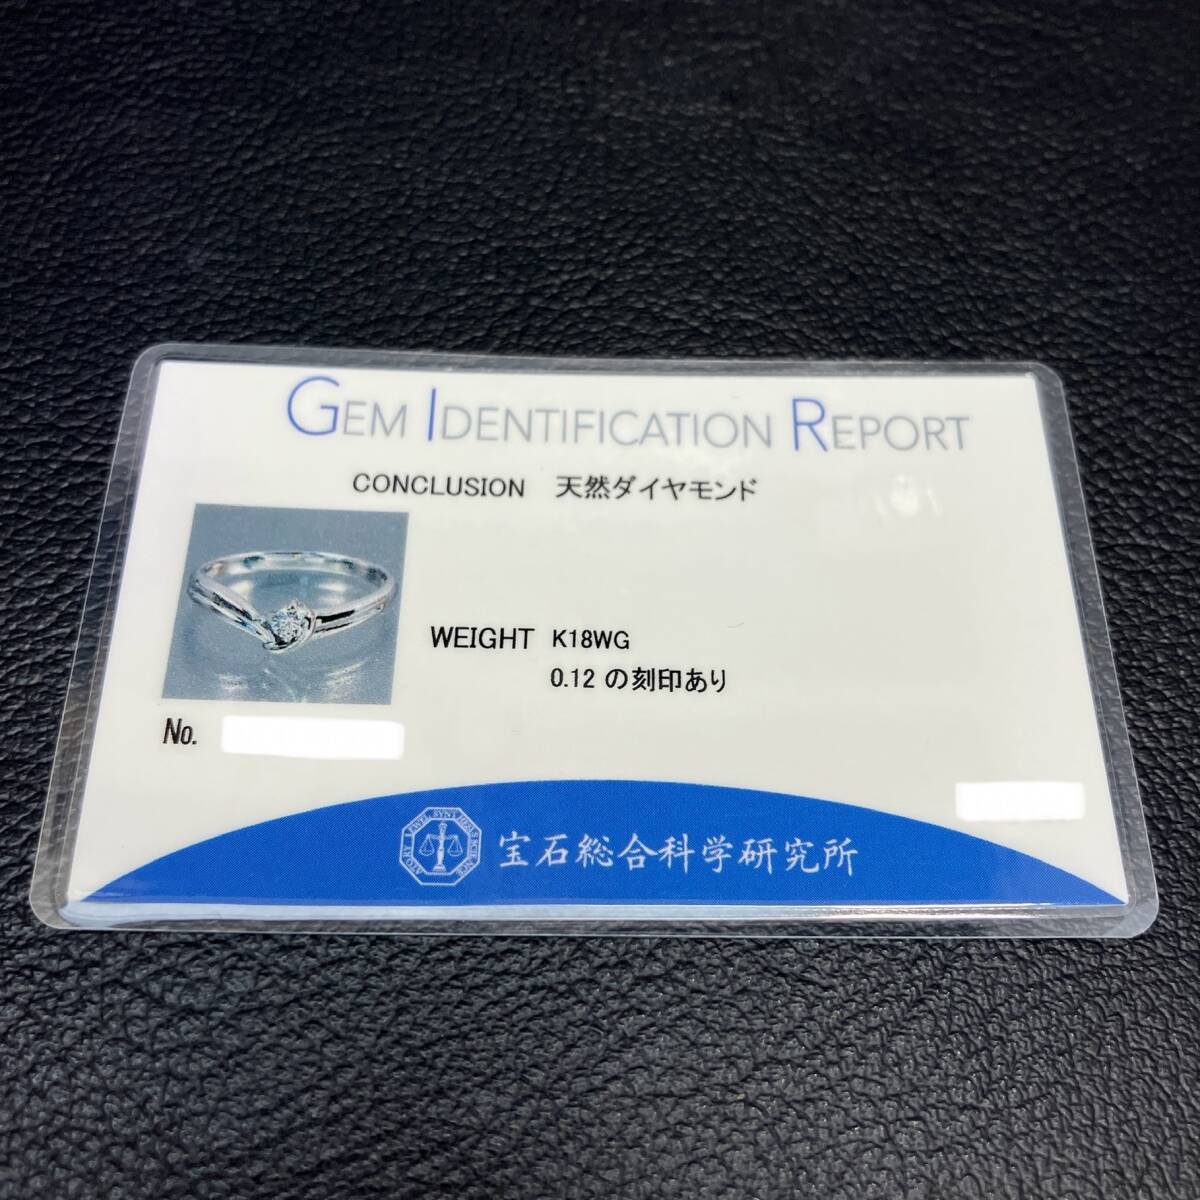 GEM IDENTIFICATION REPORT
CONCLUSION 天然ダイヤモンド
WEIGHT K18WG
0.12 の刻印あり
No.
宝石総合科学研究所